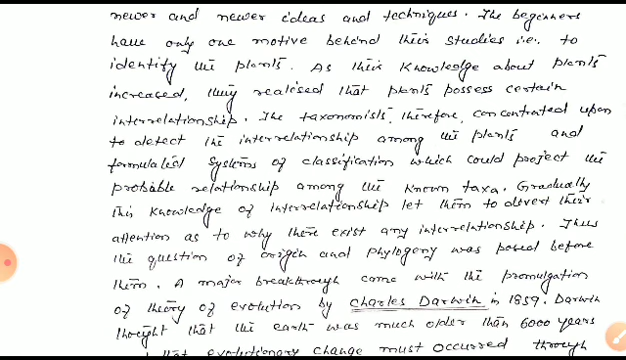 newer and newer ideas and techniques. The beginners
have only one motive behind their studies i.e., to
identify the plants. As their knowledge about plants
increased, they realised that plants possess certain
interrelationship. The taxonomists, therefore, concentrated upon
to detect the interrelationship among the plants and
formulated systems of classification which could project the
probable relationship among the known taxa. Gradually
this knowledge of interrelationship let them to divert their
attention as to why there exist any interrelationship. Thus
the question of origin and phylogeny was posed before
them. A major breakthrough came with the promulgation
of theory of evolution by Charles Darwin in 1859. Darwin
thought that the earth was much older than 6000 years
that evolutionary change must occurred through